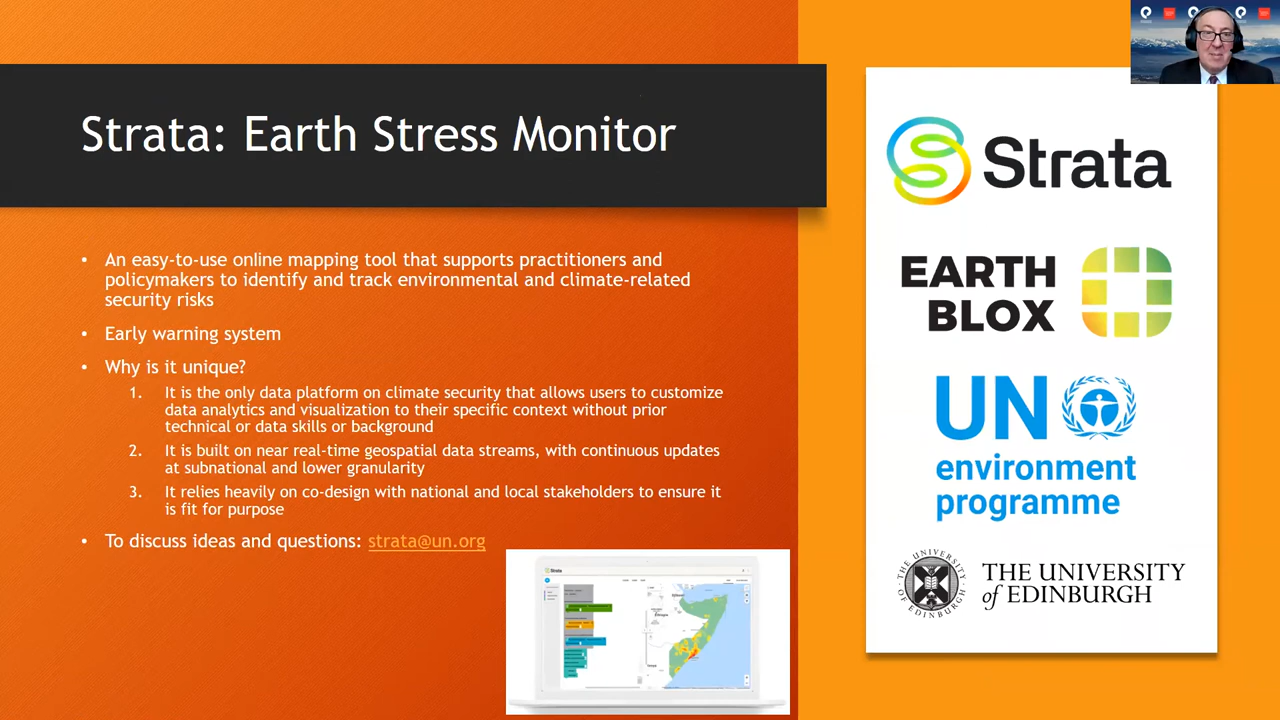 Strata: Earth Stress Monitor
• An easy-to-use online mapping tool that supports practitioners and
policymakers to identify and track environmental and climate-related
security risks
• Early warning system
• Why is it unique?
1. It is the only data platform on climate security that allows users to customize
data analytics and visualization to their specific context without prior
technical or data skills or background
2. It is built on near real-time geospatial data streams, with continuous updates
at subnational and lower granularity
3. It relies heavily on co-design with national and local stakeholders to ensure it
is fit for purpose
• To discuss ideas and questions: strata@un.org
Strata
Strata
EARTH
BLOX
UN
environment
programme
THE UNIVERSITY
OF EDINBURGH
THE UNIVERSITY
of EDINBURGH